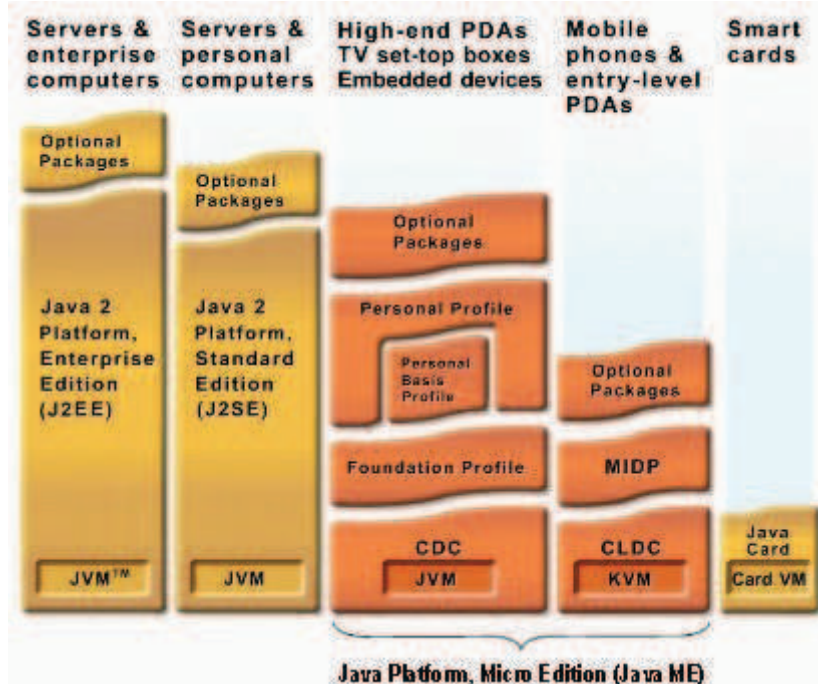 Servers &
enterprise
computers
Servers &
personal
computers
High-end PDAs
TV set-top boxes
Embedded devices
Mobile
phones &
entry-level
PDAs
Smart
cards
Optional
Packages
Java 2
Platform,
Enterprise
Edition
(J2EE)
JVM™
Optional
Packages
Java 2
Platform,
Standard
Edition
(J2SE)
JVM
Optional
Packages
Personal Profile
Personal
Basis
Profile
Foundation Profile
CDC
JVM
Optional
Packages
MIDP
CLDC
KVM
Java
Card
Card VM
Java Platform, Micro Edition (Java ME)